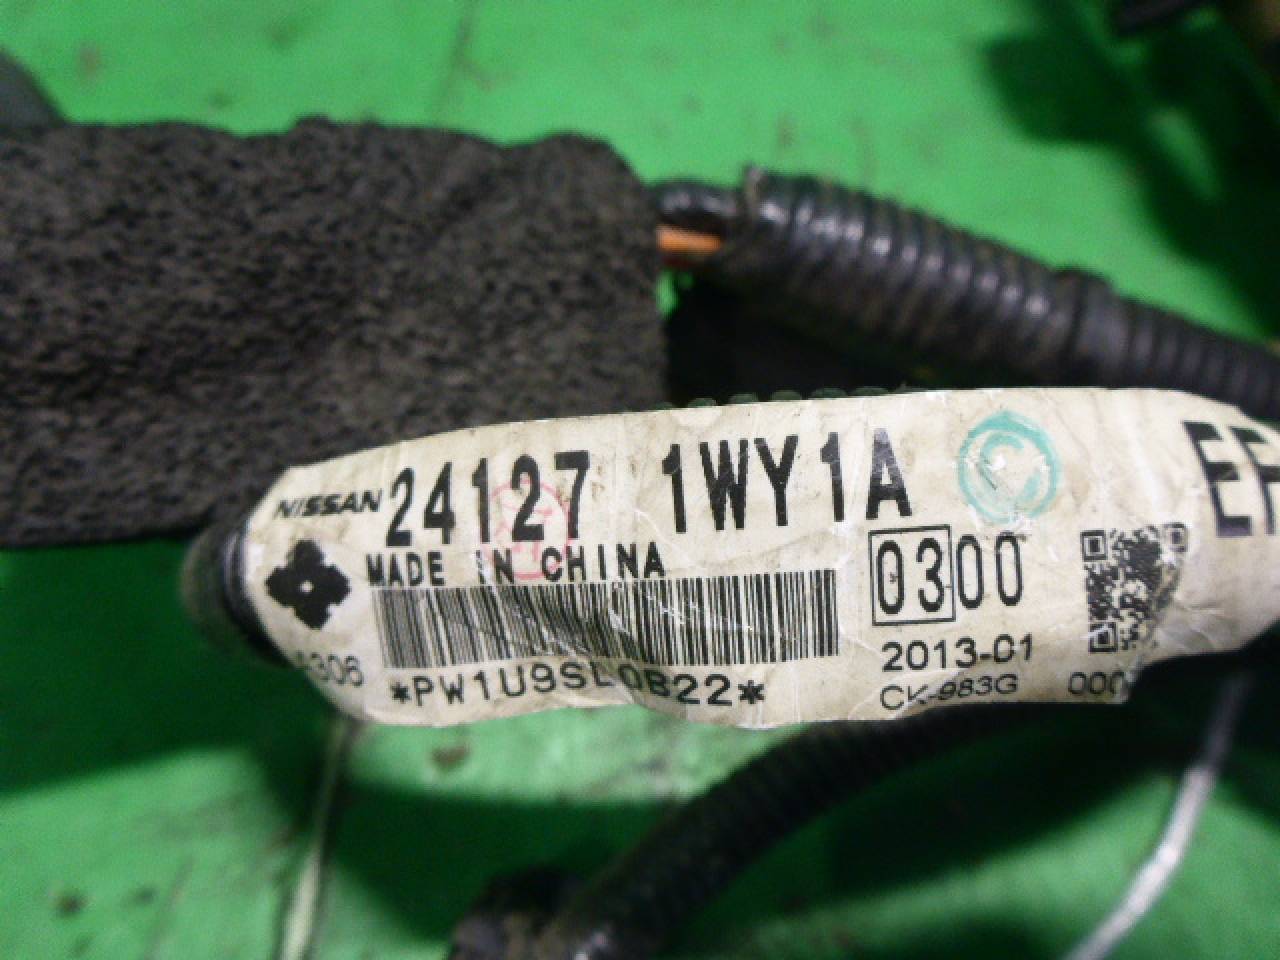 NISSAN 24127 1WY1A
MADE IN CHINA
0300
2013-01
*PW1U9SL0B22*
CK-983G